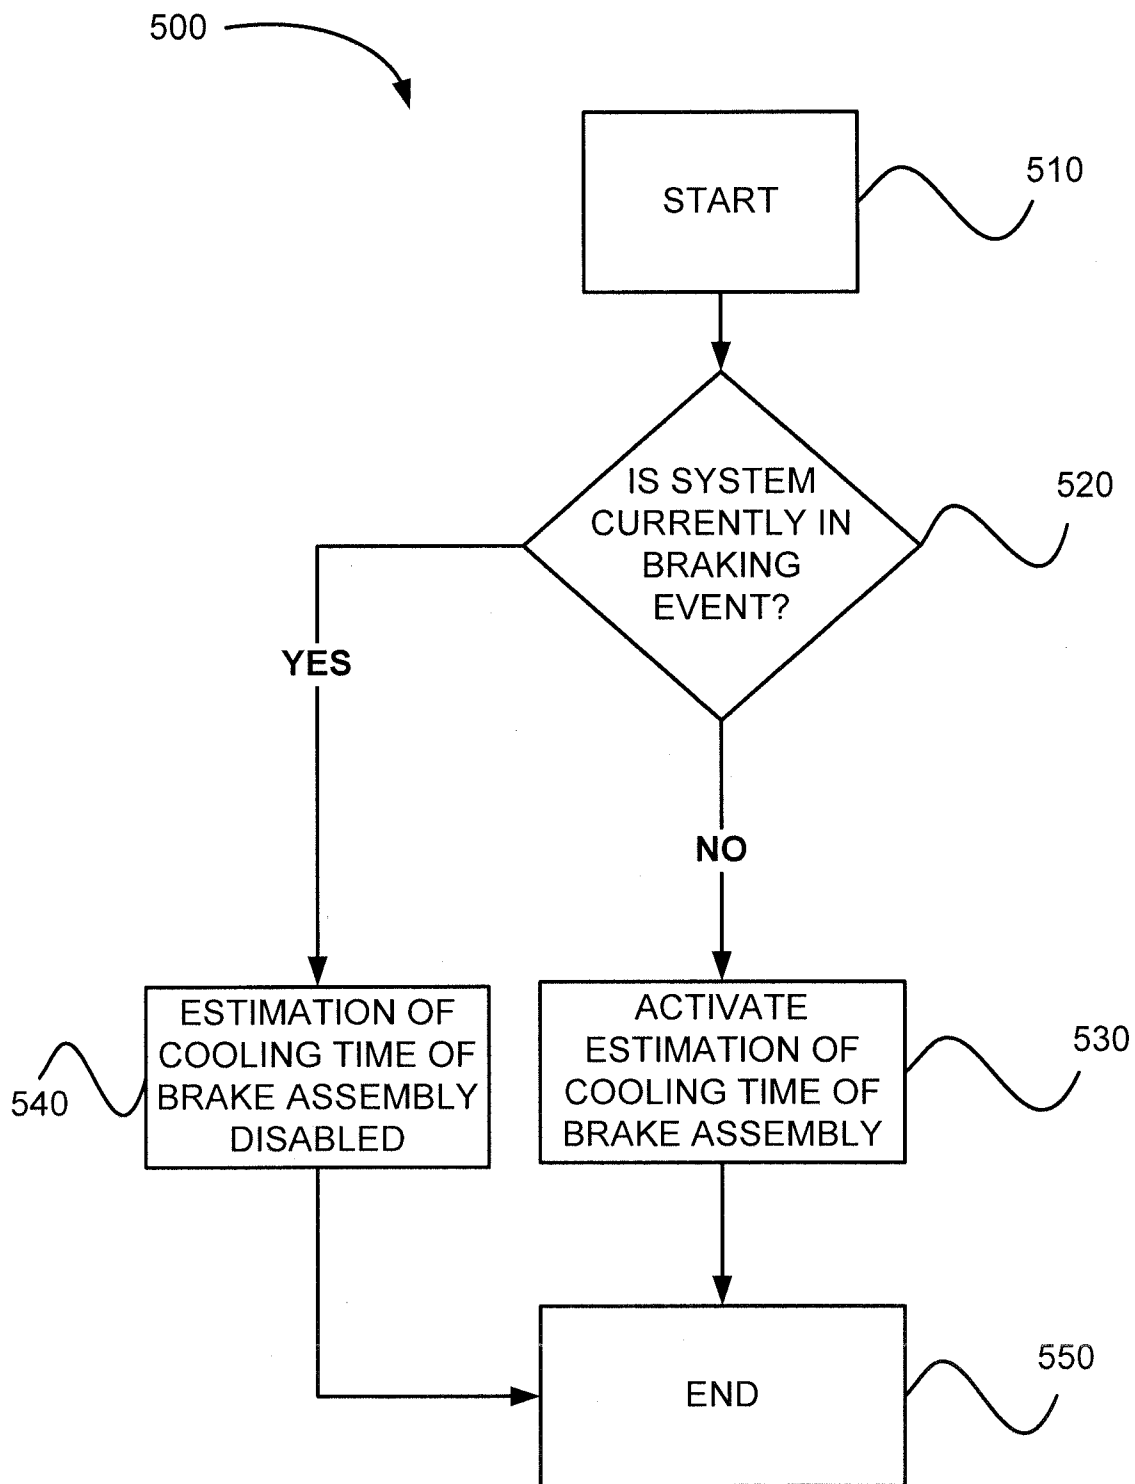 500
START
510
IS SYSTEM
CURRENTLY IN
BRAKING
EVENT?
520
YES
NO
ESTIMATION OF
COOLING TIME OF
BRAKE ASSEMBLY
DISABLED
540
ACTIVATE
ESTIMATION OF
COOLING TIME OF
BRAKE ASSEMBLY
530
END
550